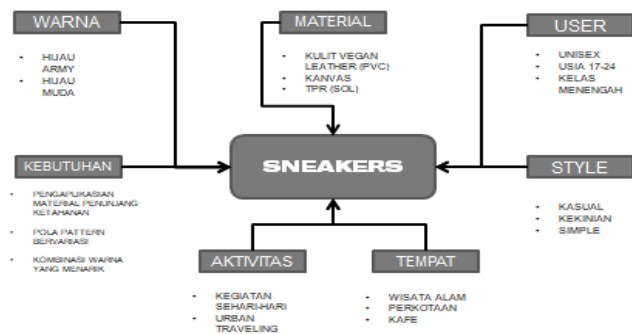 WARNA
• HIJAU
ARMY
• HIJAU
MUDA
MATERIAL
• KULIT VEGAN
LEATHER (PVC)
• KANVAS
• TPR (SOL)
USER
• UNISEX
• USIA 17-24
• KELAS
MENENGAH
KEBUTUHAN
• PENGAPLIKASIAN
MATERIAL PENUNJANG
KETAHANAN
• POLA PATTERN
BERVARIASI
• KOMBINASI WARNA
YANG MENARIK
SNEAKERS
STYLE
• KASUAL
• KEKINIAN
• SIMPLE
AKTIVITAS
• KEGIATAN
SEHARI-HARI
• URBAN
TRAVELING
TEMPAT
• WISATA ALAM
• PERKOTAAN
• KAFE